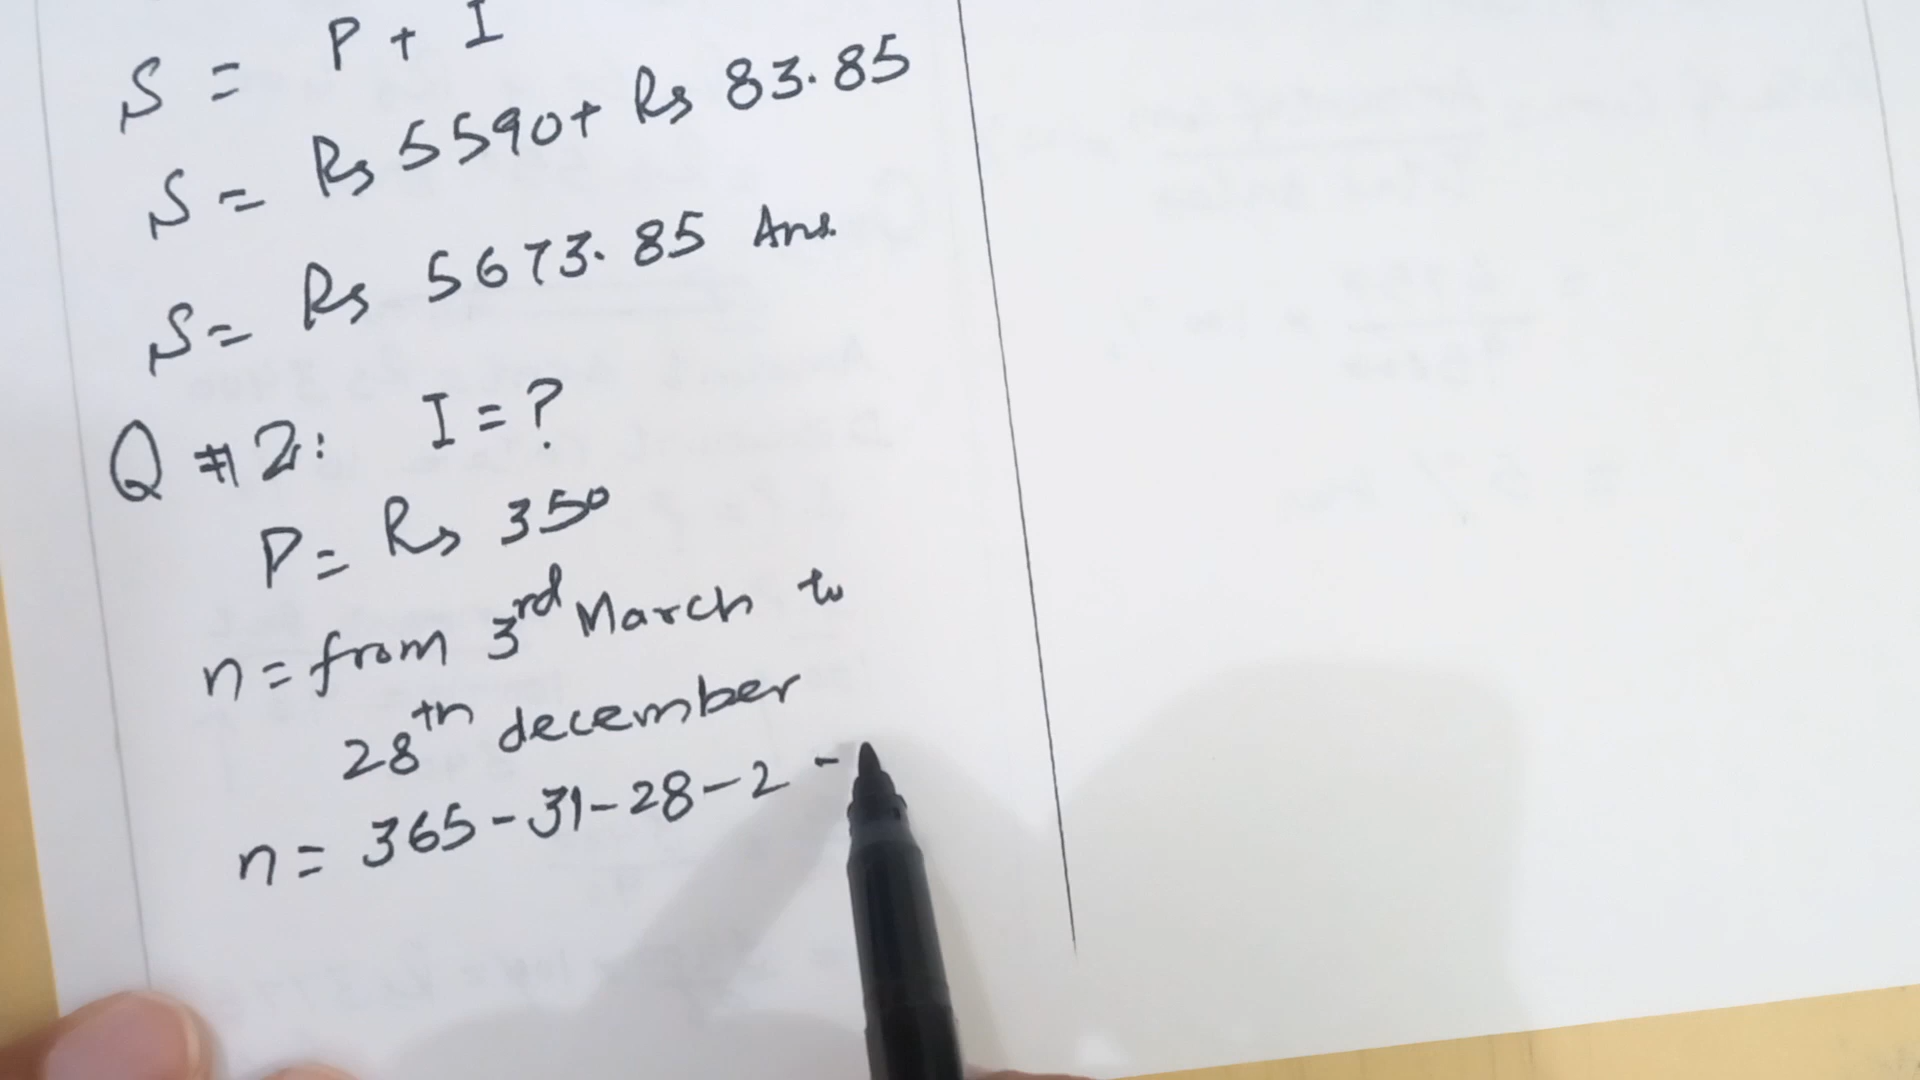 S = P + I
S = Rs 5590 + Rs 83.85
S = Rs 5673.85 Ans.
Q #2: I = ?
P = Rs 350
n = from 3rd March to
28th december
n = 365 - 31 - 28 - 2 -